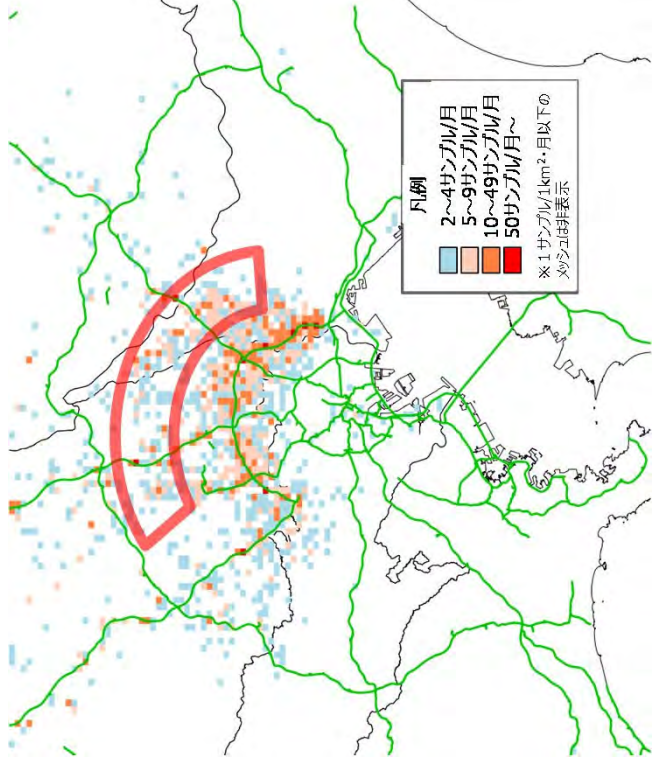 凡例
2～4サンプル/月
5～9サンプル/月
10～49サンプル/月
50サンプル/月～
※１サンプル/1km²・月以下の
メッシュは非表示